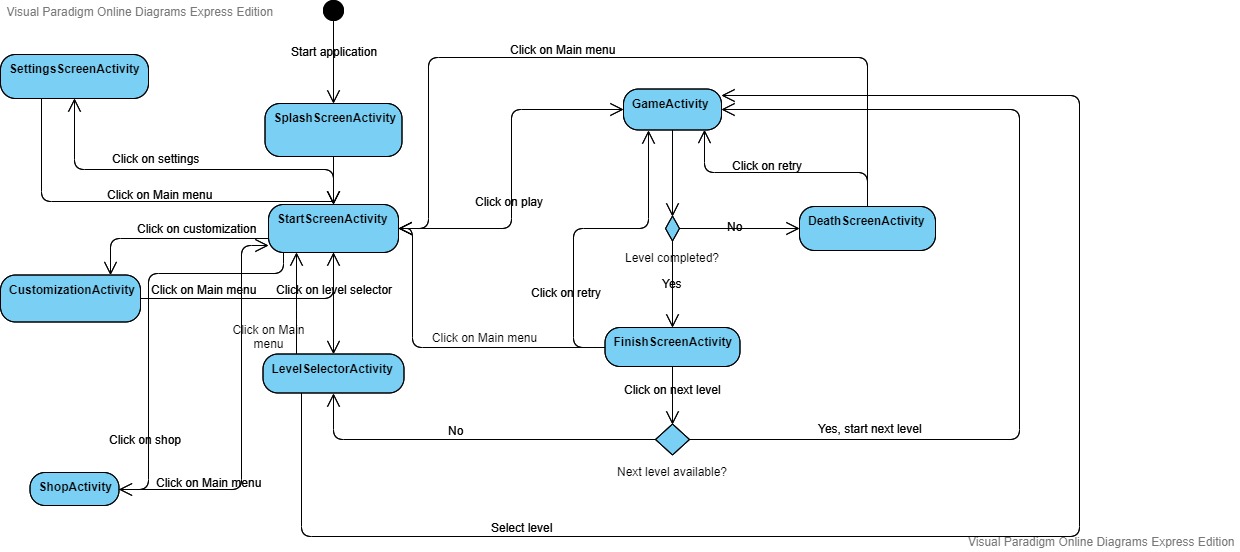 Visual Paradigm Online Diagrams Express Edition
Start application
Click on Main menu
SettingsScreenActivity
GameActivity
SplashScreenActivity
Click on settings
Click on retry
Click on Main menu
Click on play
StartScreenActivity
DeathScreenActivity
Click on customization
No
Level completed?
CustomizationActivity
Click on Main menu
Click on level selector
Yes
Click on retry
Click on Main
menu
Click on Main menu
FinishScreenActivity
LevelSelectorActivity
Click on next level
No
Yes, start next level
Click on shop
Next level available?
ShopActivity
Click on Main menu
Select level
Visual Paradigm Online Diagrams Express Edition